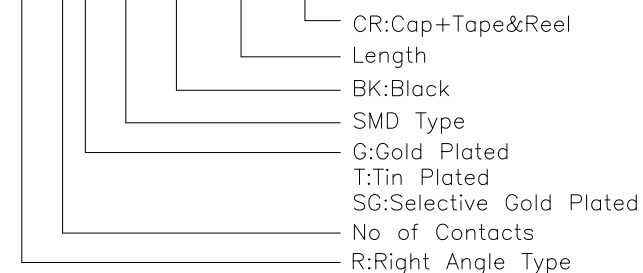 CR:Cap+Tape&Reel
Length
BK:Black
SMD Type
G:Gold Plated
T:Tin Plated
SG:Selective Gold Plated
No of Contacts
R:Right Angle Type